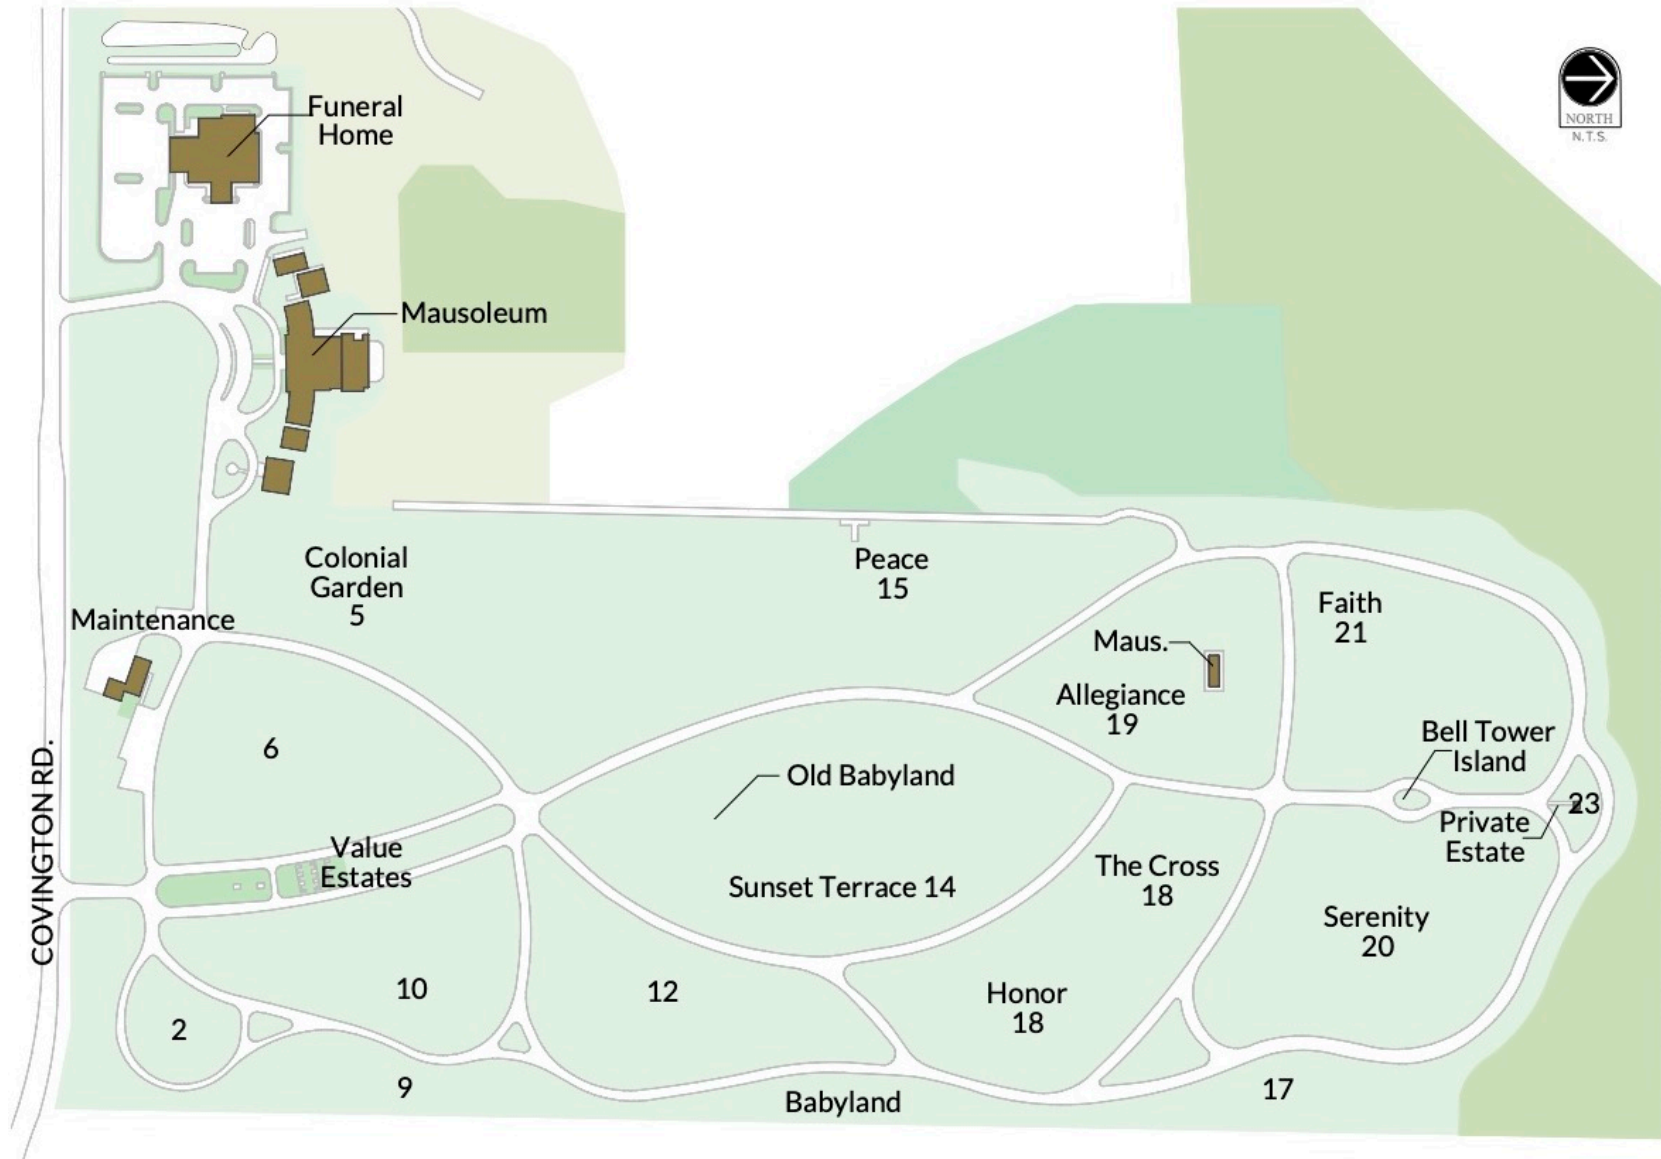 Funeral
Home
NORTH
N.T.S.
Mausoleum
Colonial
Garden
5
Peace
15
Faith
21
Maintenance
Maus.
Allegiance
19
6
Bell Tower
Island
Old Babyland
23
Private
Estate
COVINGTON RD.
Value
Estates
The Cross
18
Sunset Terrace 14
Serenity
20
10
12
Honor
18
2
9
Babyland
17